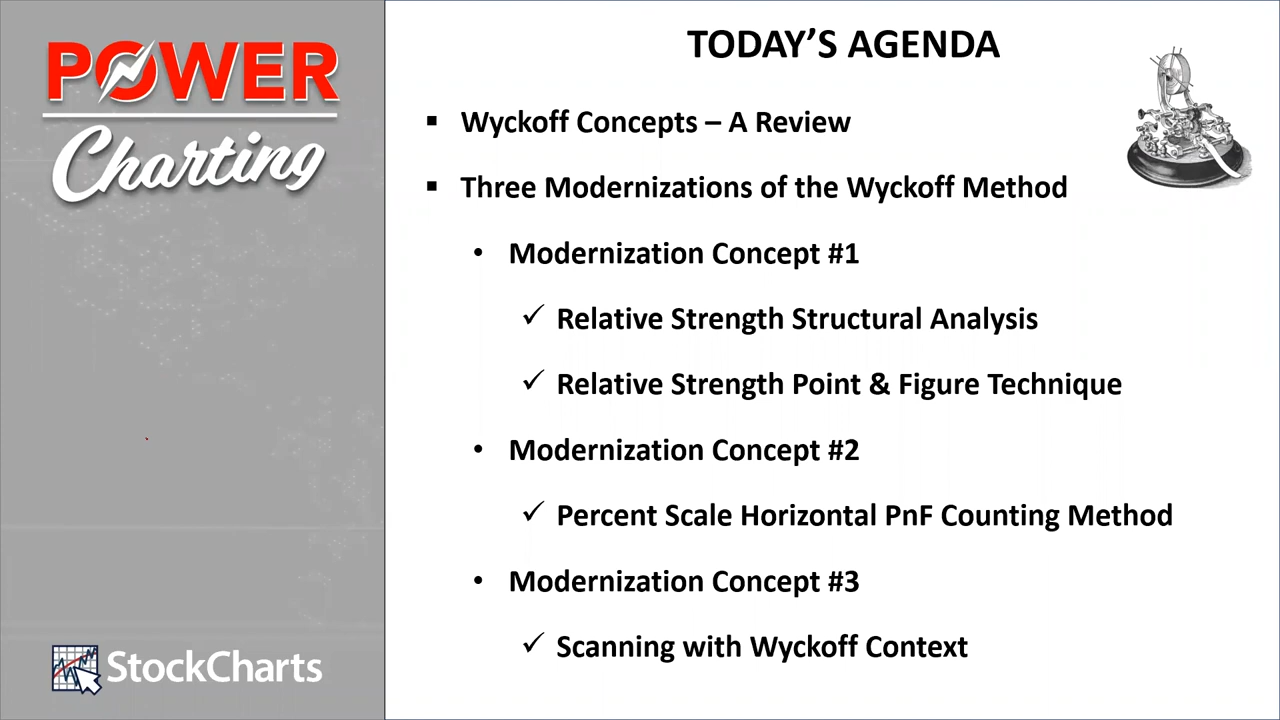 POWER
Charting
StockCharts
TODAY’S AGENDA
▪ Wyckoff Concepts – A Review
▪ Three Modernizations of the Wyckoff Method
• Modernization Concept #1
✓ Relative Strength Structural Analysis
✓ Relative Strength Point & Figure Technique
• Modernization Concept #2
✓ Percent Scale Horizontal PnF Counting Method
• Modernization Concept #3
✓ Scanning with Wyckoff Context